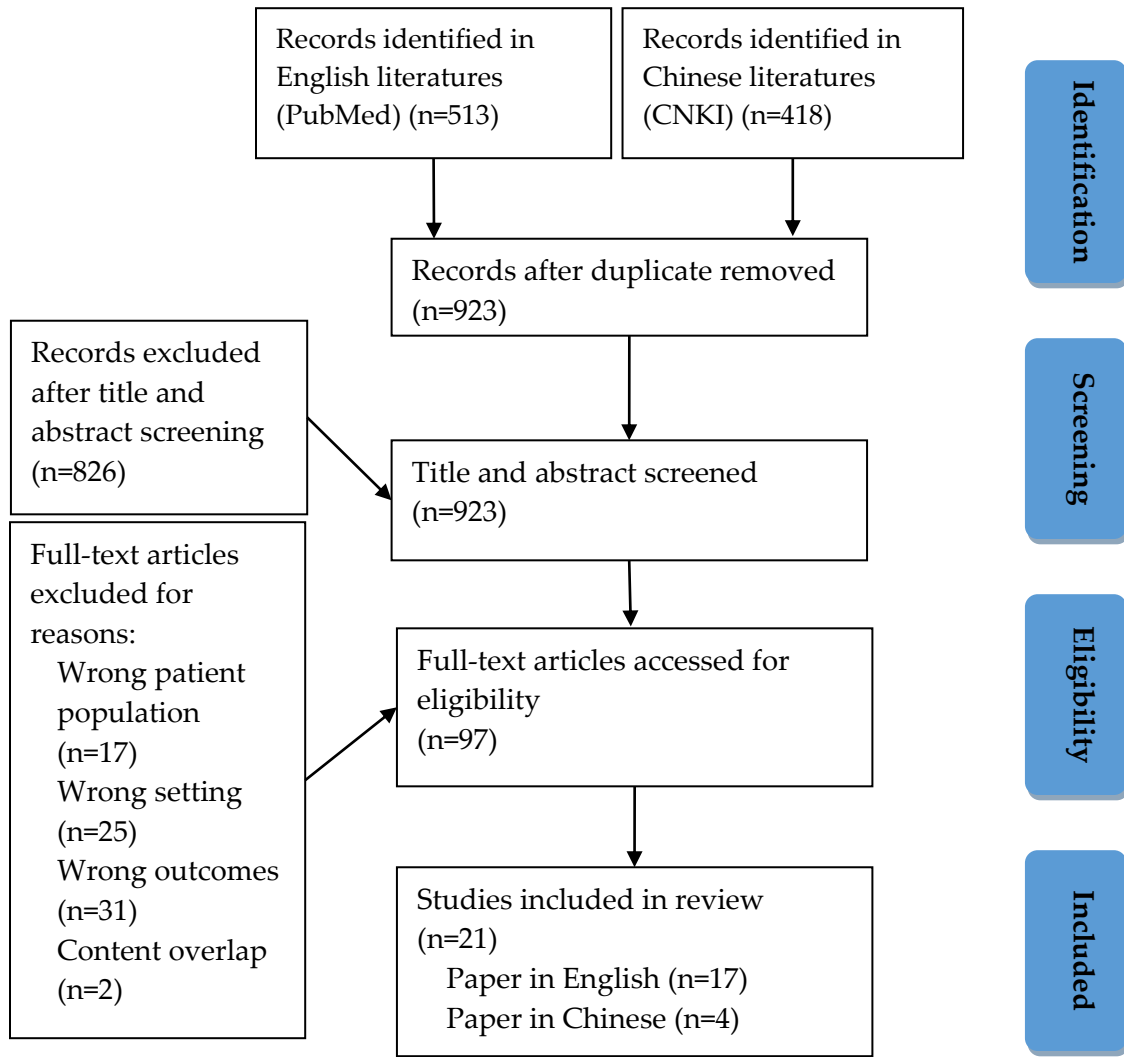 Records identified in
English literatures
(PubMed) (n=513)
Records identified in
Chinese literatures
(CNKI) (n=418)
Identification
Records after duplicate removed
(n=923)
Records excluded
after title and
abstract screening
(n=826)
Title and abstract screened
(n=923)
Screening
Full-text articles
excluded for
reasons:
Wrong patient
population
(n=17)
Wrong setting
(n=25)
Wrong outcomes
(n=31)
Content overlap
(n=2)
Full-text articles accessed for
eligibility
(n=97)
Eligibility
Studies included in review
(n=21)
Paper in English (n=17)
Paper in Chinese (n=4)
Included